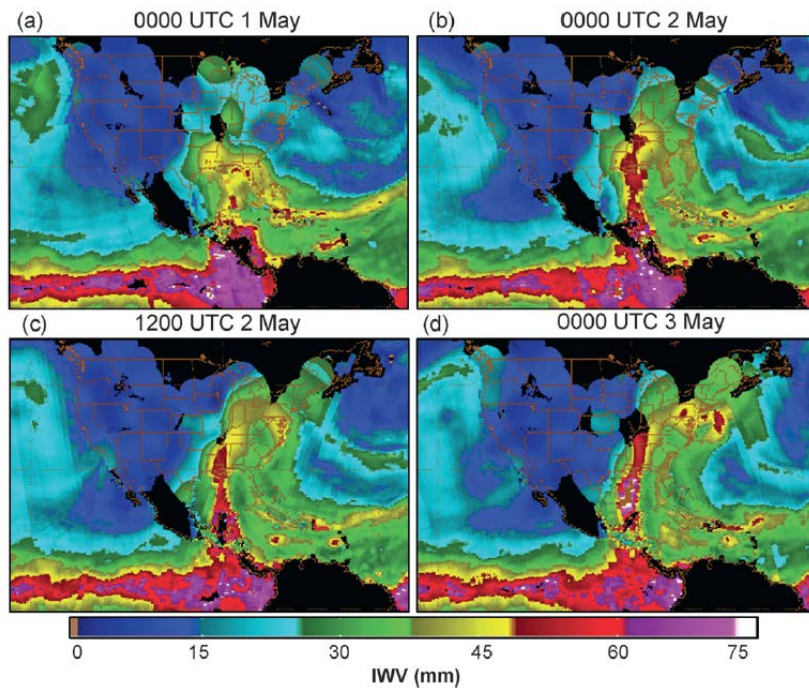 (a) 0000 UTC 1 May
(b) 0000 UTC 2 May
(c) 1200 UTC 2 May
(d) 0000 UTC 3 May
0 15 30 45 60 75
IWV (mm)